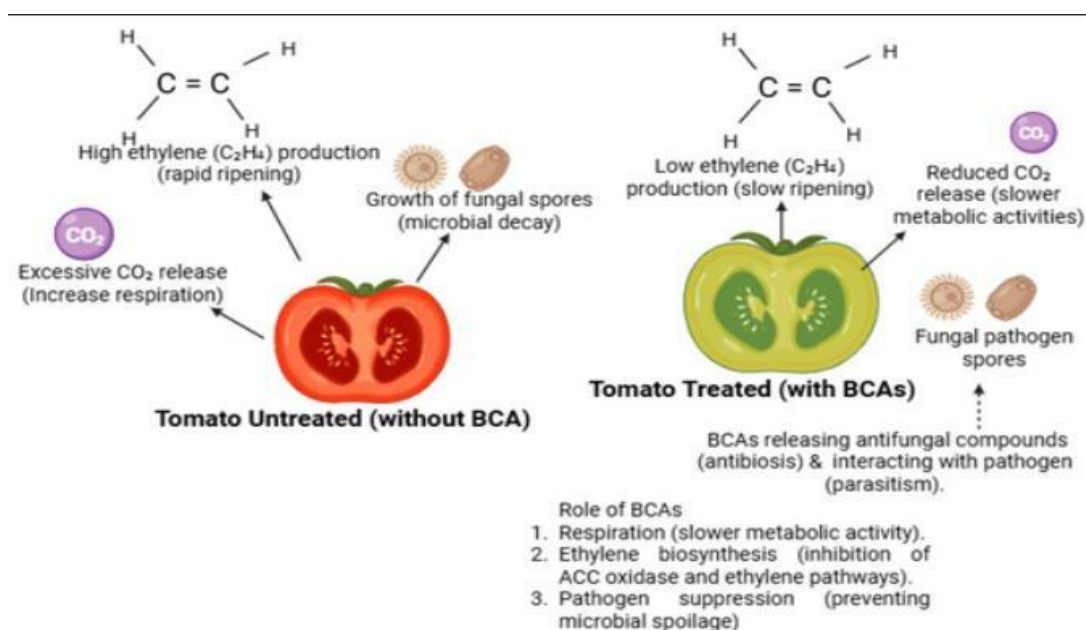 H
H
C = C
H
H
High ethylene (C₂H₄) production
(rapid ripening)
Growth of fungal spores
(microbial decay)
CO₂
Excessive CO₂ release
(Increase respiration)
Tomato Untreated (without BCA)
H
H
C = C
H
H
Low ethylene (C₂H₄)
production (slow ripening)
CO₂
Reduced CO₂
release (slower
metabolic activities)
Fungal pathogen
spores
Tomato Treated (with BCAs)
BCAs releasing antifungal compounds
(antibiosis) & interacting with pathogen
(parasitism).
Role of BCAs
1. Respiration (slower metabolic activity).
2. Ethylene biosynthesis (inhibition of
ACC oxidase and ethylene pathways).
3. Pathogen suppression (preventing
microbial spoilage)